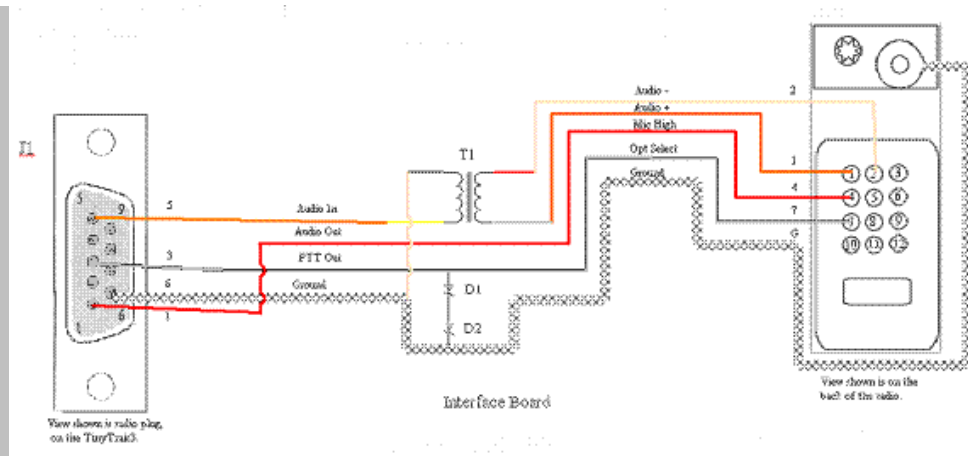 J1
5
9
6
1
5
3
6
1
Audio In
Audio Out
PTT Out
Ground
T1
D1
D2
Audio -
Audio +
Mic High
Opt Select
Ground
2
1
4
7
G
1 2 3
4 5 6
7 8 9
10 11 12
Interface Board
View shown is radio plug,
on the TinyTrak3.
View shown is on the
back of the radio.